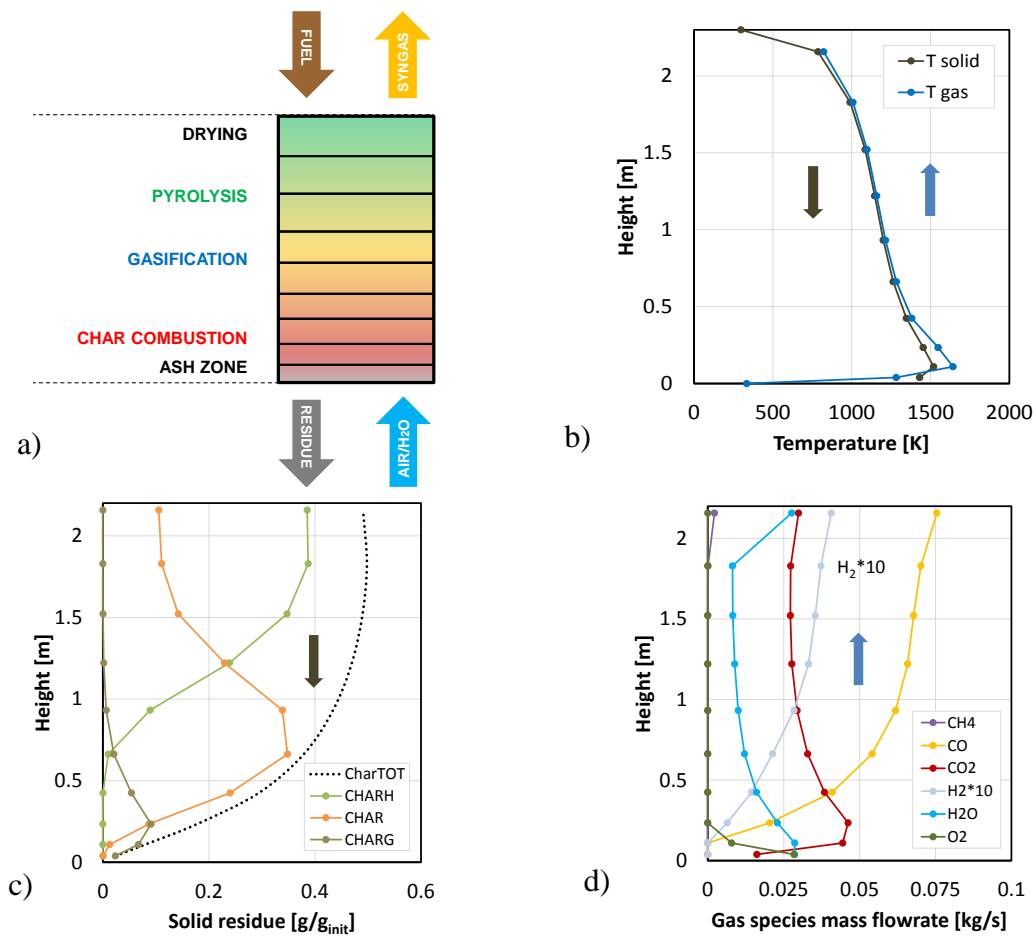 FUEL
SYNGAS
DRYING
PYROLYSIS
GASIFICATION
CHAR COMBUSTION
ASH ZONE
RESIDUE
AIR/H2O
a)
b)
2
1.5
1
0.5
0
Height [m]
T solid
T gas
0
500
1000
1500
2000
Temperature [K]
c)
2
1.5
1
0.5
0
Height [m]
CharTOT
CHARH
CHAR
CHARG
0
0.2
0.4
0.6
Solid residue [g/ginit]
d)
2
1.5
1
0.5
0
Height [m]
H2*10
CH4
CO
CO2
H2*10
H2O
O2
0
0.025
0.05
0.075
0.1
Gas species mass flowrate [kg/s]